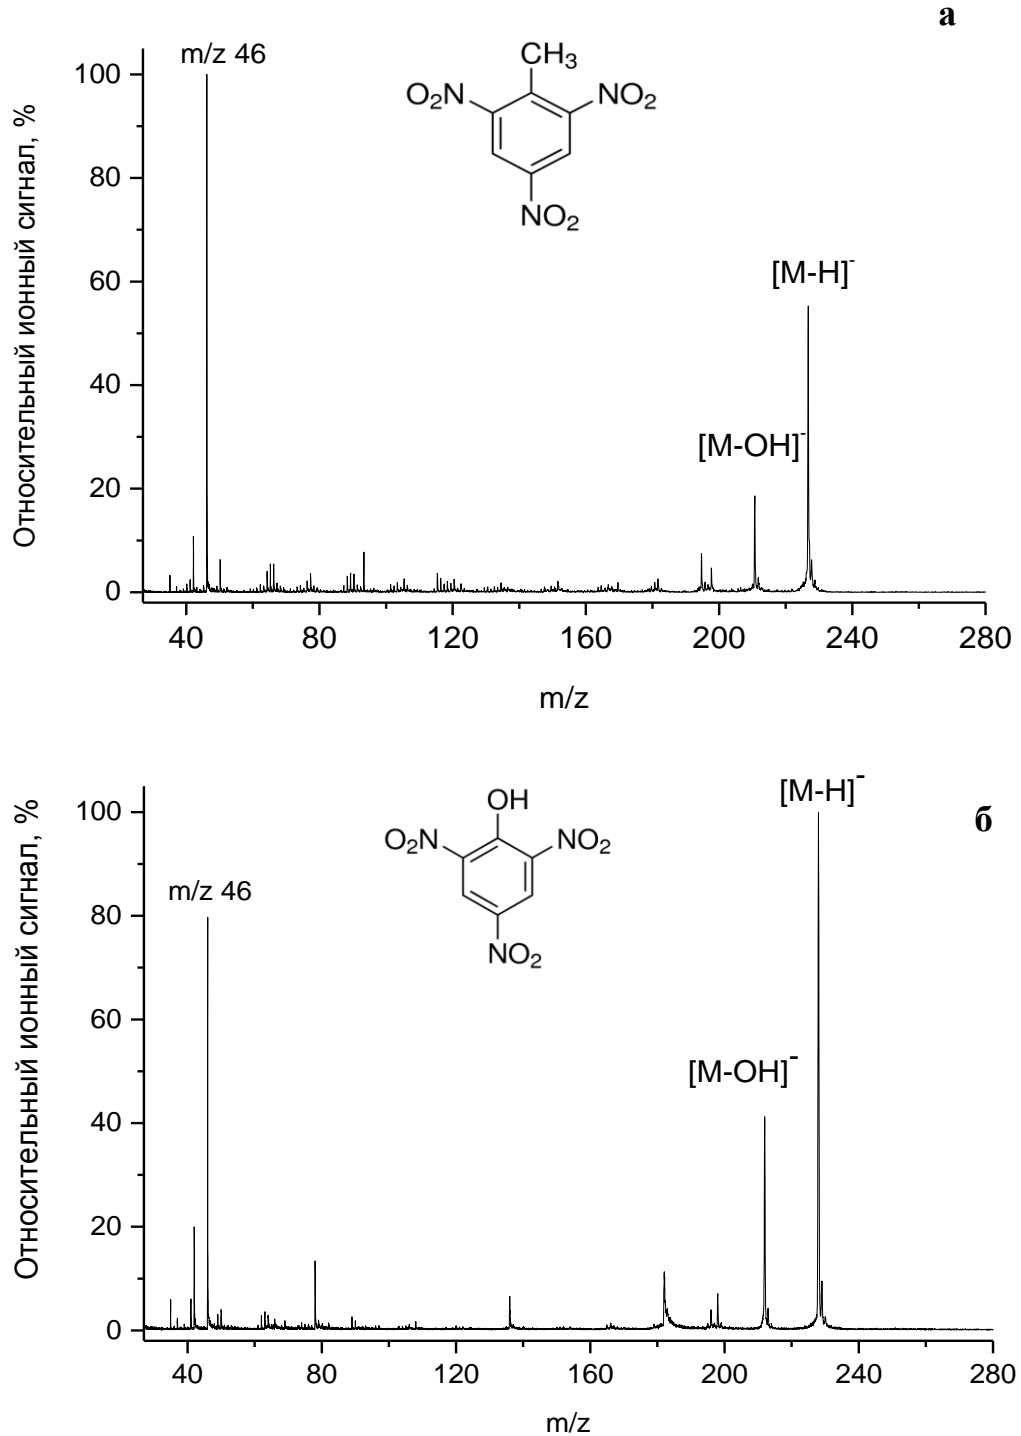 а
m/z 46
[M-H]-
[M-OH]-
CH3
O2N
NO2
NO2
Относительный ионный сигнал, %
100
80
60
40
20
0
40 80 120 160 200 240 280
m/z
б
[M-H]-
m/z 46
[M-OH]-
OH
O2N
NO2
NO2
Относительный ионный сигнал, %
100
80
60
40
20
0
40 80 120 160 200 240 280
m/z